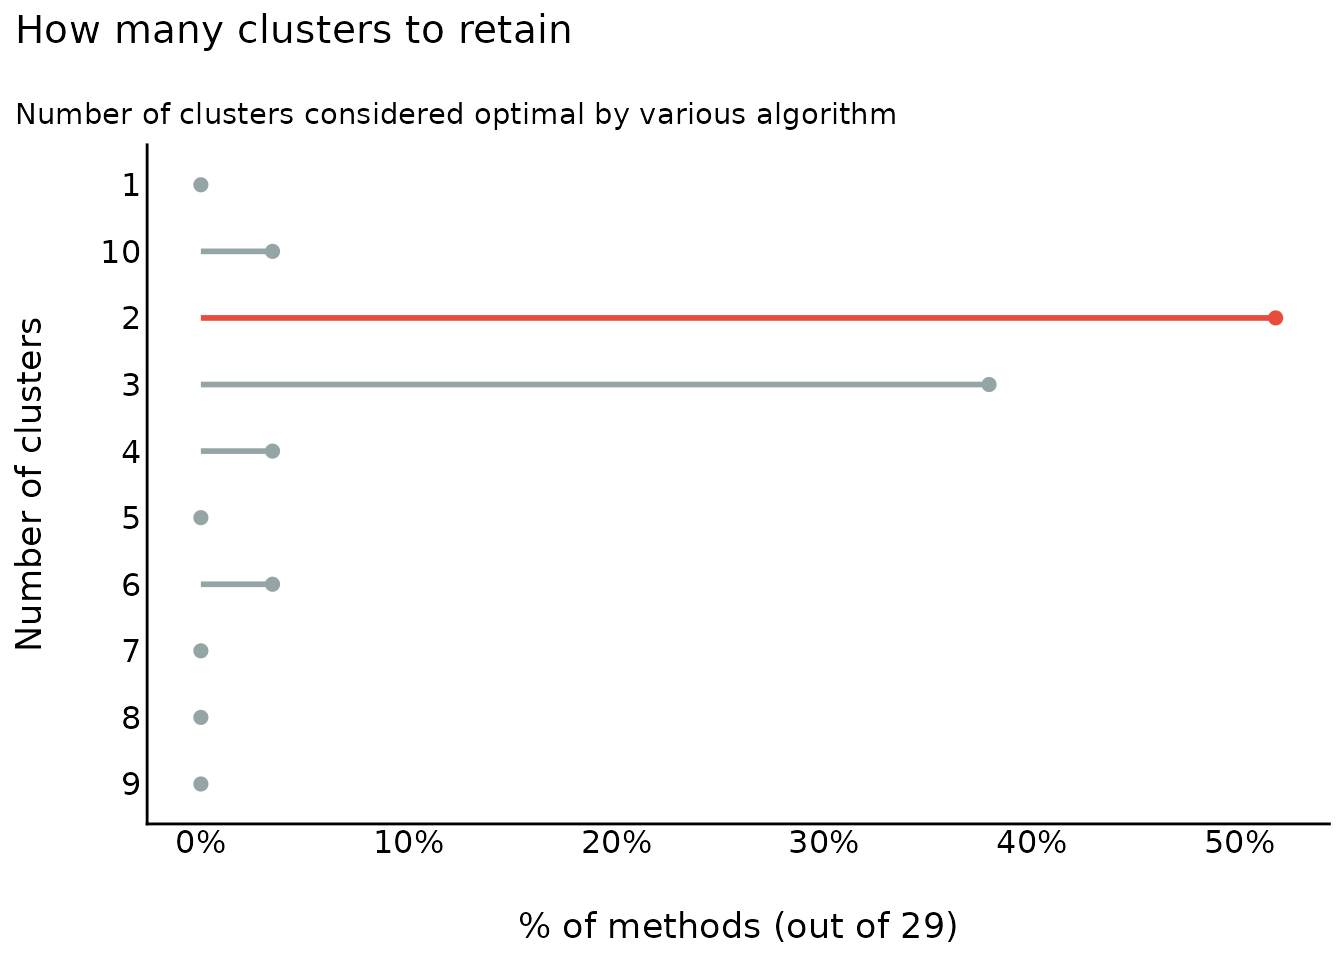 How many clusters to retain
Number of clusters considered optimal by various algorithm
Number of clusters
1
10
2
3
4
5
6
7
8
9
0% 10% 20% 30% 40% 50%
% of methods (out of 29)